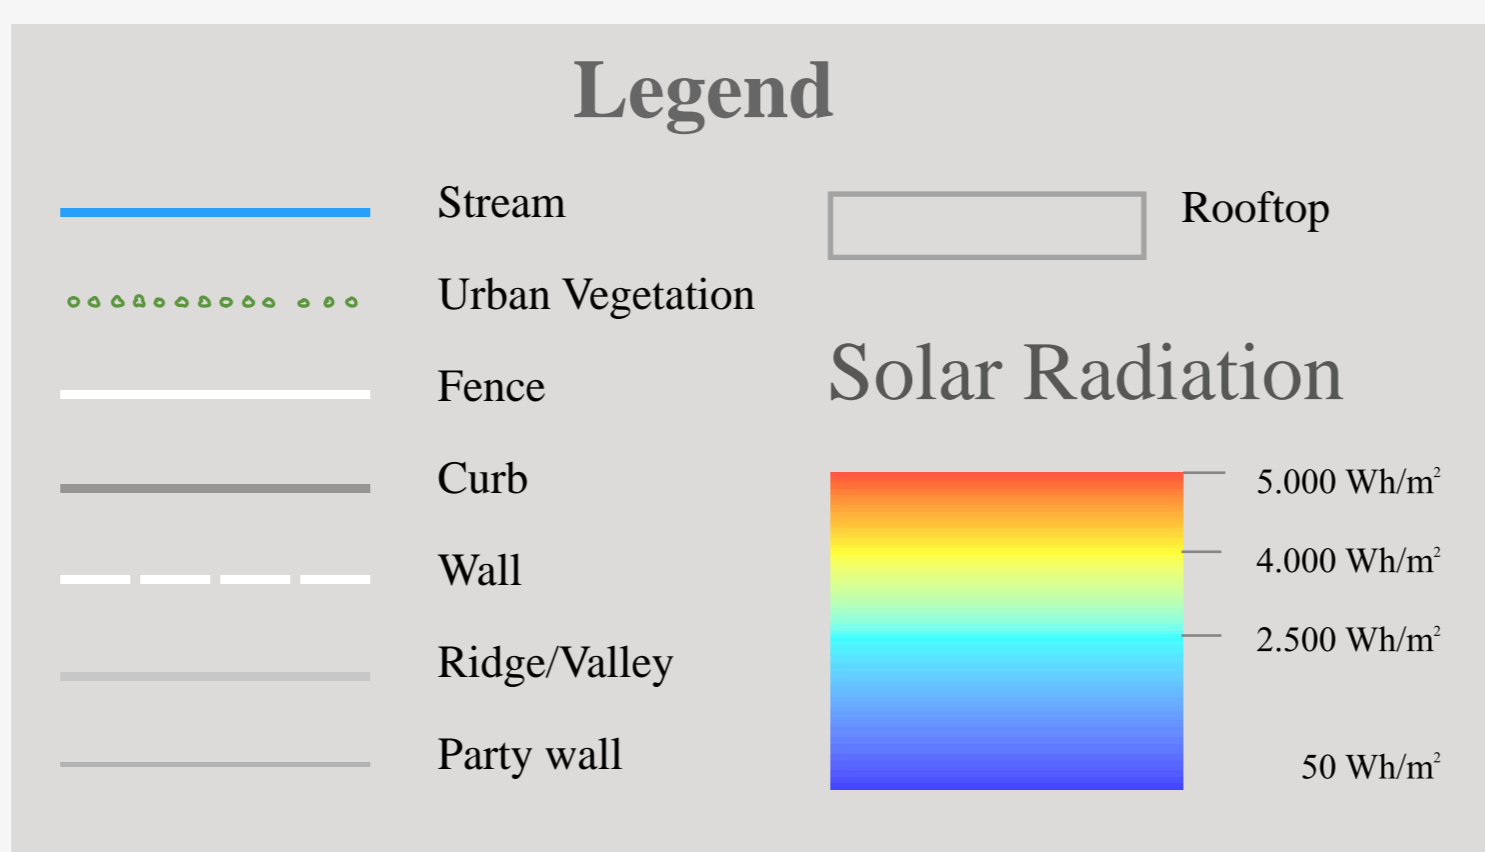 Legend
Stream
Urban Vegetation
Fence
Curb
Wall
Ridge/Valley
Party wall
Rooftop
Solar Radiation
5.000 Wh/m²
4.000 Wh/m²
2.500 Wh/m²
50 Wh/m²